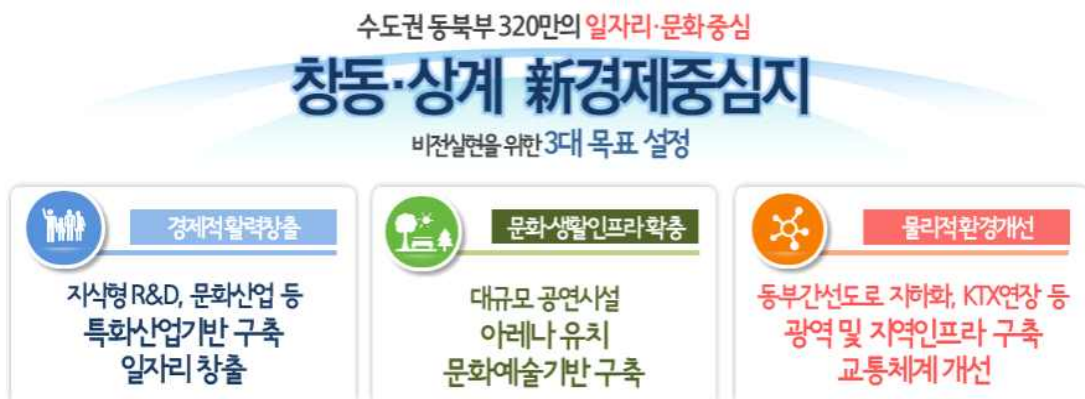 수도권 동북부 320만의 일자리·문화 중심
창동·상계 新경제중심지
비전실현을 위한 3대 목표 설정
경제적활력창출
지식형 R&D, 문화산업 등
특화산업기반 구축
일자리 창출
문화·생활인프라 확충
대규모 공연시설
아레나 유치
문화예술기반 구축
물리적환경개선
동부간선도로 지하화, KTX연장 등
광역 및 지역인프라 구축
교통체계 개선